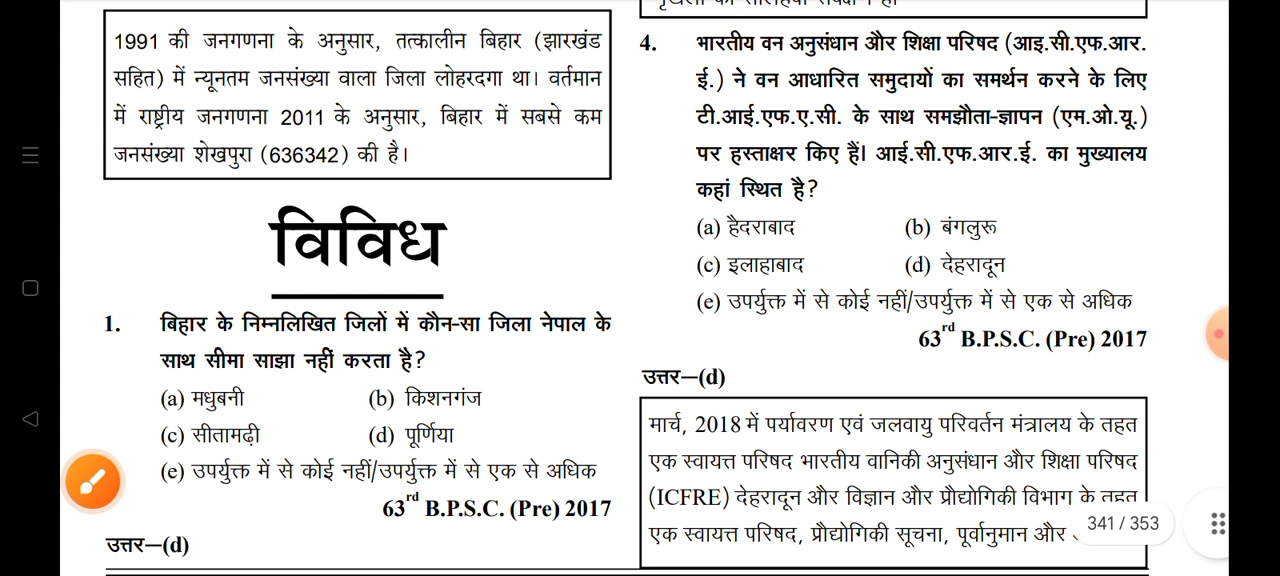 1991 की जनगणना के अनुसार, तत्कालीन बिहार (झारखंड
सहित) में न्यूनतम जनसंख्या वाला जिला लोहरदगा था। वर्तमान
में राष्ट्रीय जनगणना 2011 के अनुसार, बिहार में सबसे कम
जनसंख्या शेखपुरा (636342) की है।
विविध
1. बिहार के निम्नलिखित जिलों में कौन-सा जिला नेपाल के
साथ सीमा साझा नहीं करता है?
(a) मधुबनी (b) किशनगंज
(c) सीतामढ़ी (d) पूर्णिया
(e) उपर्युक्त में से कोई नहीं/उपर्युक्त में से एक से अधिक
63rd B.P.S.C. (Pre) 2017
उत्तर–(d)
4. भारतीय वन अनुसंधान और शिक्षा परिषद (आइ.सी.एफ.आर.
ई.) ने वन आधारित समुदायों का समर्थन करने के लिए
टी.आई.एफ.ए.सी. के साथ समझौता-ज्ञापन (एम.ओ.यू.)
पर हस्ताक्षर किए हैं। आई.सी.एफ.आर.ई. का मुख्यालय
कहां स्थित है?
(a) हैदराबाद (b) बंगलुरू
(c) इलाहाबाद (d) देहरादून
(e) उपर्युक्त में से कोई नहीं/उपर्युक्त में से एक से अधिक
63rd B.P.S.C. (Pre) 2017
उत्तर–(d)
मार्च, 2018 में पर्यावरण एवं जलवायु परिवर्तन मंत्रालय के तहत
एक स्वायत्त परिषद भारतीय वानिकी अनुसंधान और शिक्षा परिषद
(ICFRE) देहरादून और विज्ञान और प्रौद्योगिकी विभाग के तहत
एक स्वायत्त परिषद, प्रौद्योगिकी सूचना, पूर्वानुमान और
341 / 353